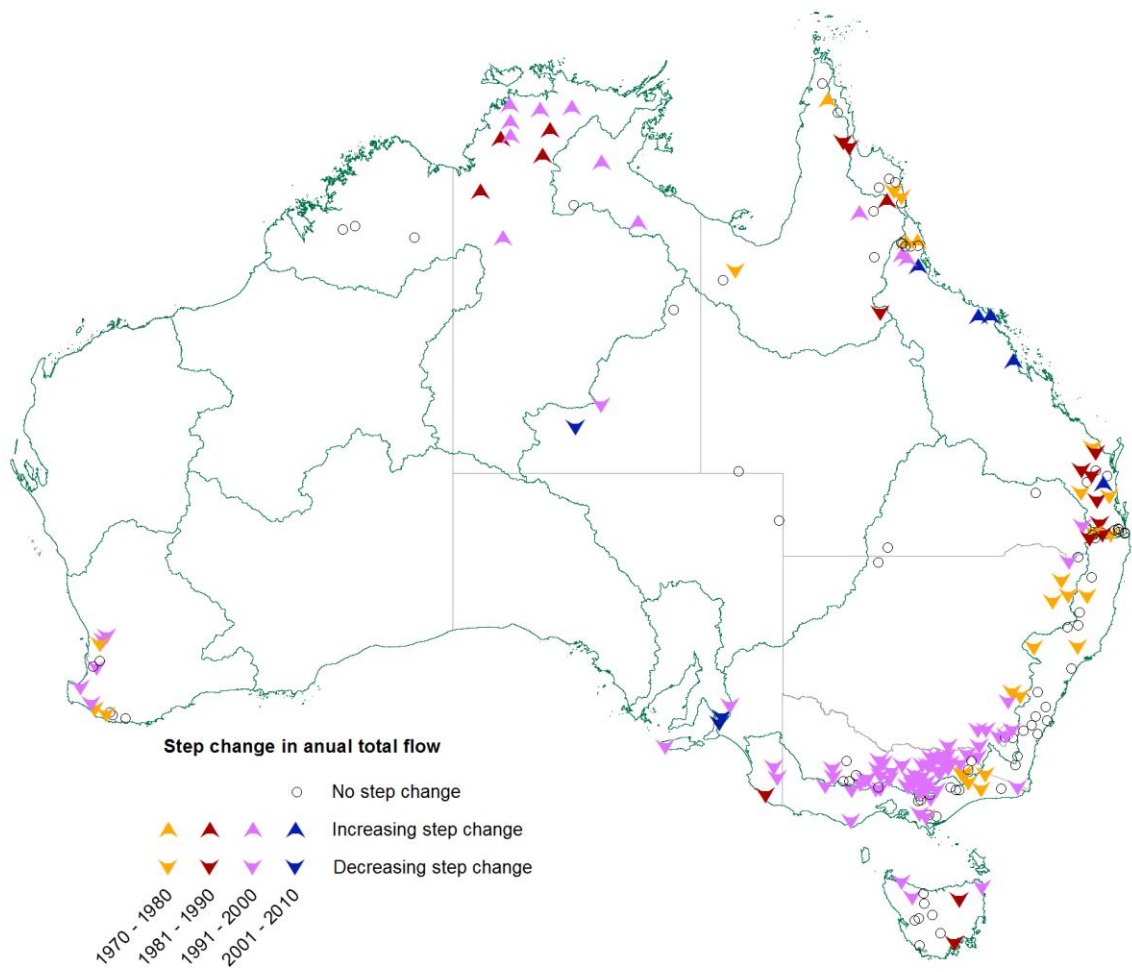 Step change in anual total flow
No step change
Increasing step change
Decreasing step change
1970 - 1980
1981 - 1990
1991 - 2000
2001 - 2010